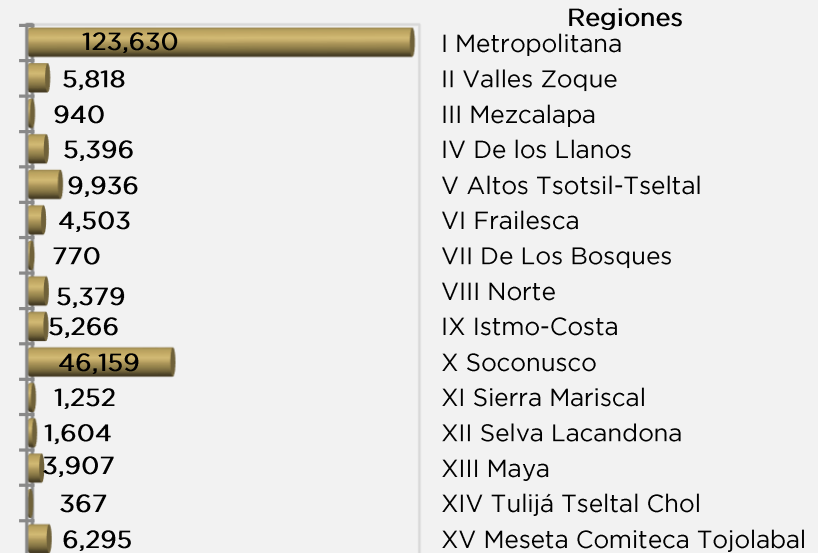 Regiones
123,630 I Metropolitana
5,818 II Valles Zoque
940 III Mezcalapa
5,396 IV De los Llanos
9,936 V Altos Tsotsil-Tseltal
4,503 VI Frailesca
770 VII De Los Bosques
5,379 VIII Norte
5,266 IX Istmo-Costa
46,159 X Soconusco
1,252 XI Sierra Mariscal
1,604 XII Selva Lacandona
3,907 XIII Maya
367 XIV Tulijá Tseltal Chol
6,295 XV Meseta Comiteca Tojolabal